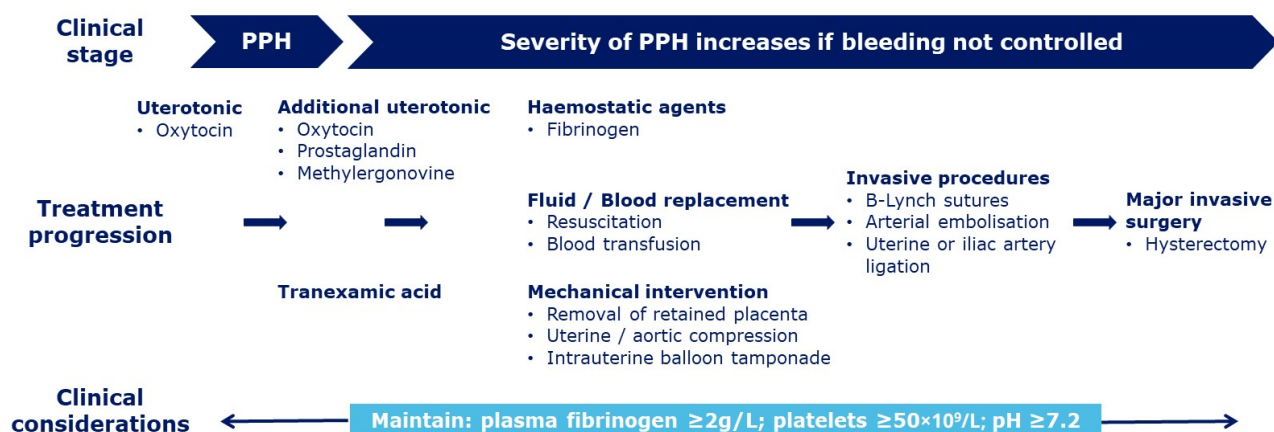 Clinical
stage
PPH
Severity of PPH increases if bleeding not controlled
Treatment
progression
Uterotonic
• Oxytocin
Additional uterotonic
• Oxytocin
• Prostaglandin
• Methylergonovine
Tranexamic acid
Haemostatic agents
• Fibrinogen
Fluid / Blood replacement
• Resuscitation
• Blood transfusion
Mechanical intervention
• Removal of retained placenta
• Uterine / aortic compression
• Intrauterine balloon tamponade
Invasive procedures
• B-Lynch sutures
• Arterial embolisation
• Uterine or iliac artery
ligation
Major invasive
surgery
• Hysterectomy
Clinical
considerations
Maintain: plasma fibrinogen ≥2g/L; platelets ≥50×10⁹/L; pH ≥7.2